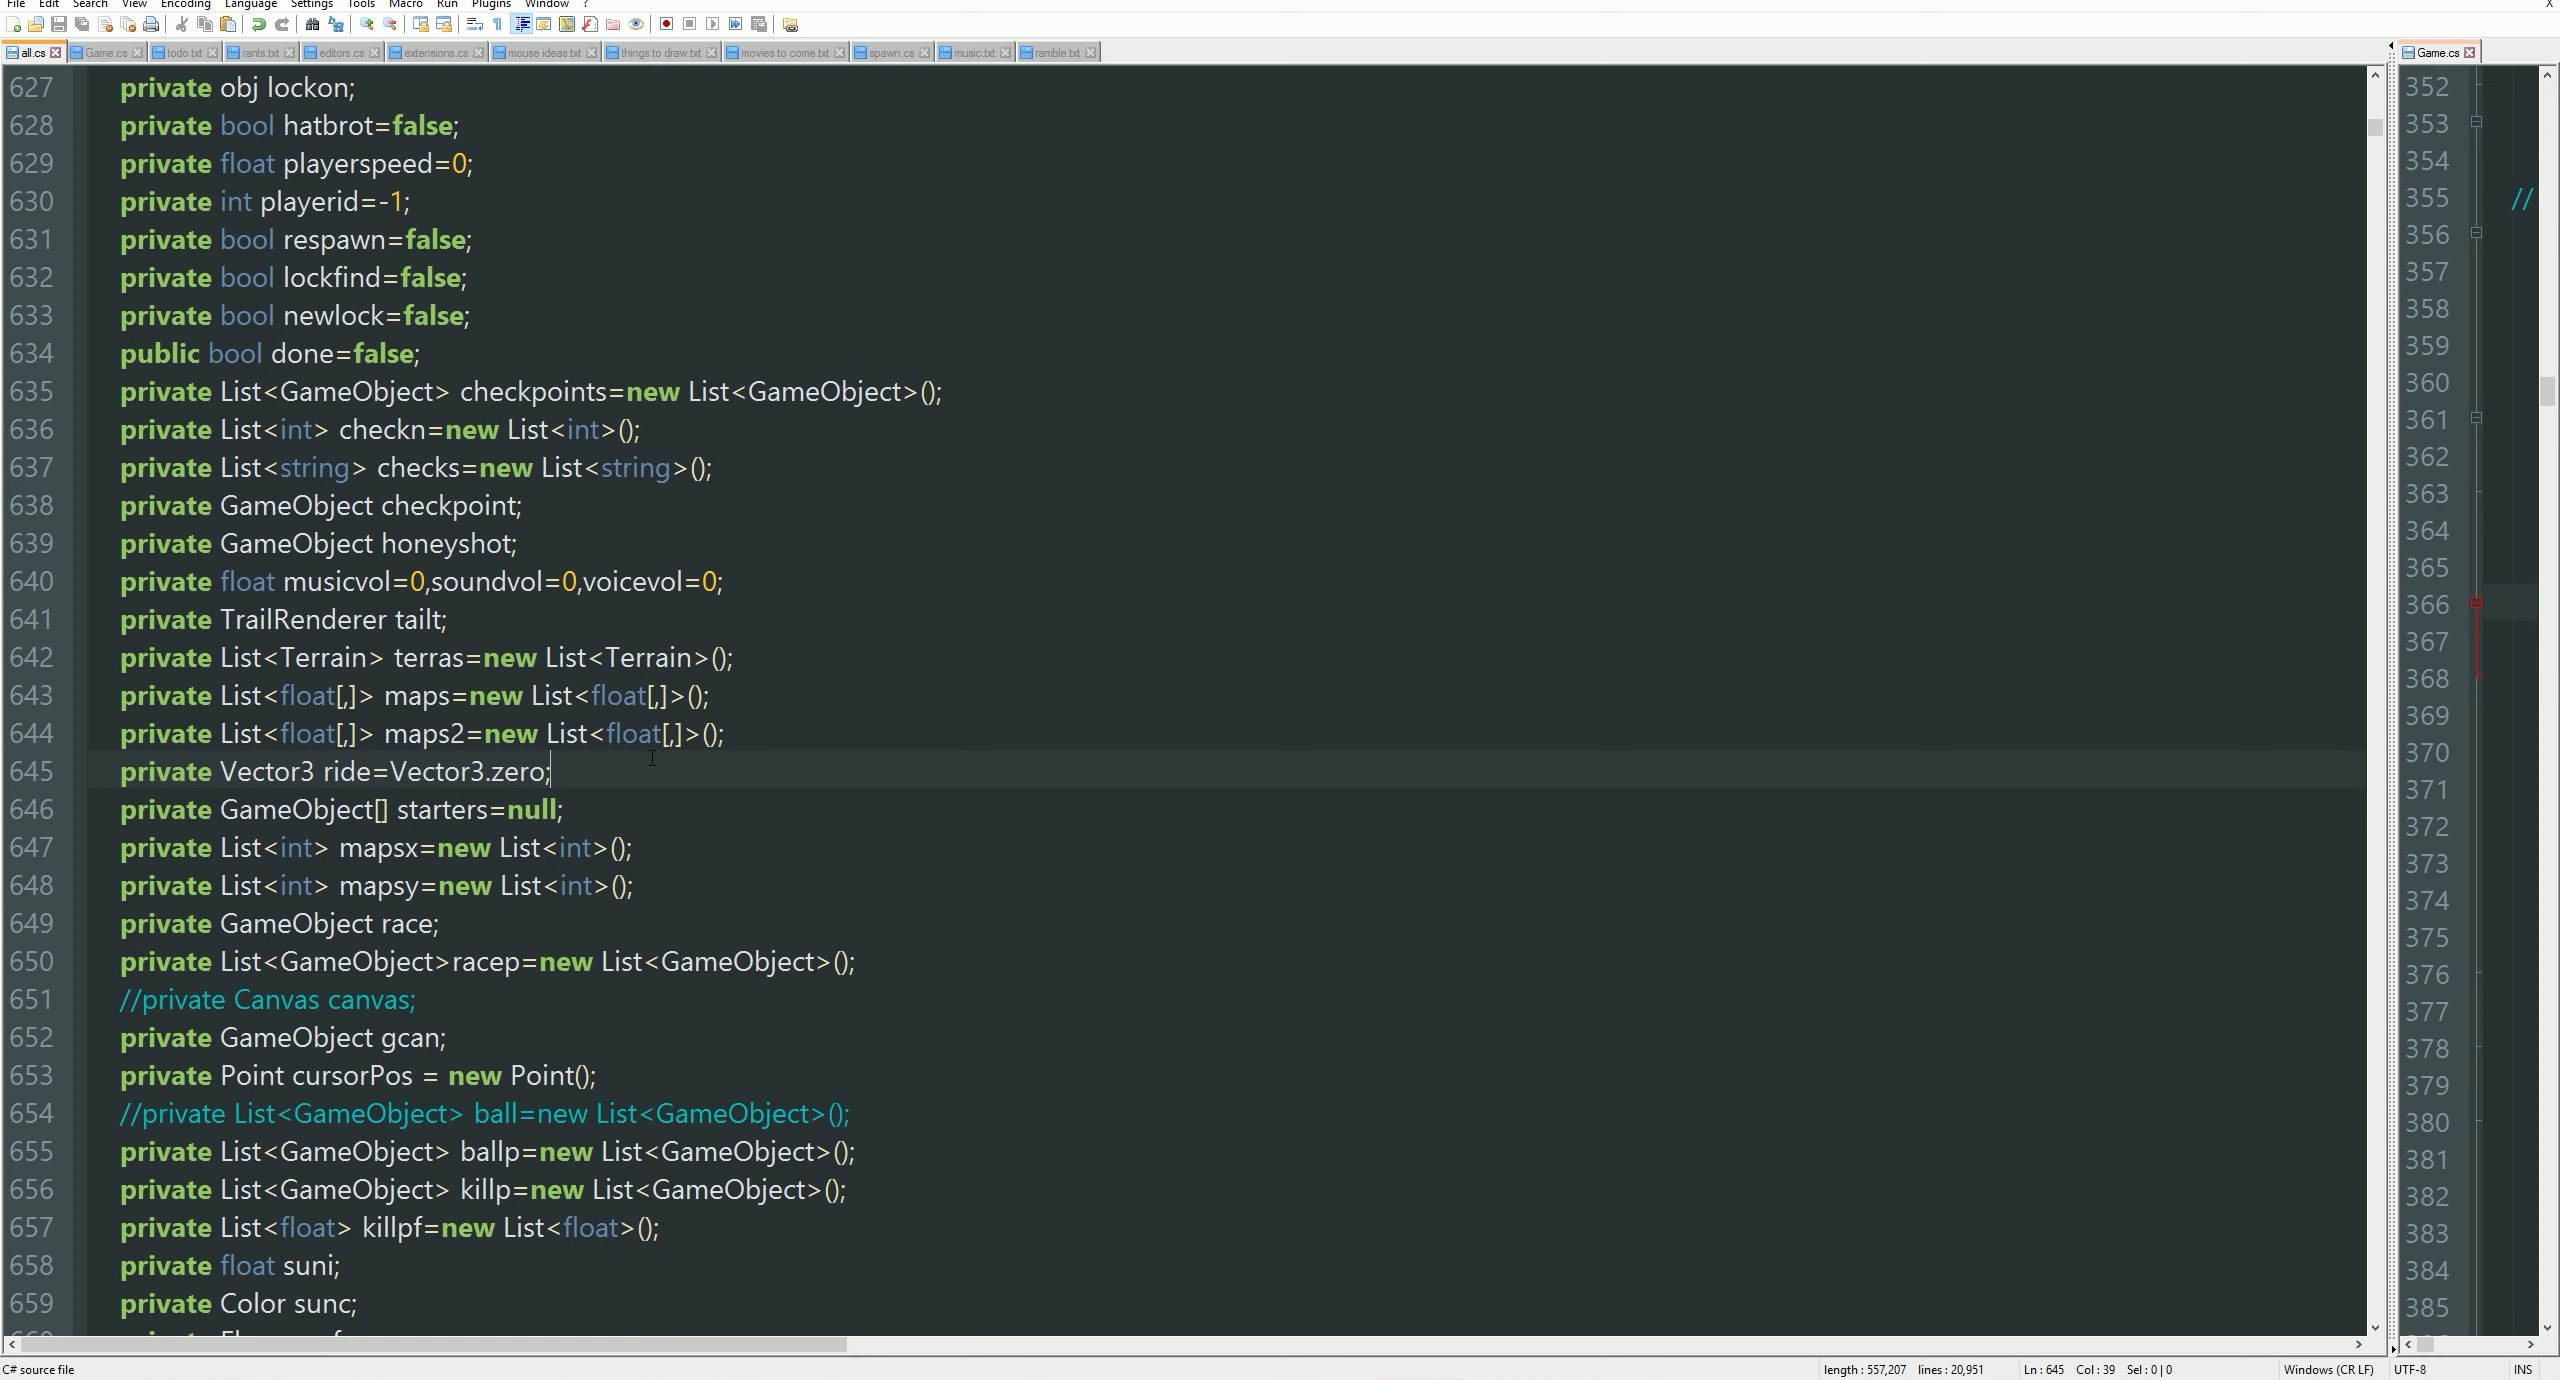 File Edit Search View Encoding Language Settings Tools Macro Run Plugins Window ? X
all.cs Game.cs todo.txt rants.txt editors.cs extensions.cs mouse ideas.txt things to draw.txt movies to come.txt spawn.cs music.txt ramble.txt
627 private obj lockon;
628 private bool hatbrot=false;
629 private float playerspeed=0;
630 private int playerid=-1;
631 private bool respawn=false;
632 private bool lockfind=false;
633 private bool newlock=false;
634 public bool done=false;
635 private List<GameObject> checkpoints=new List<GameObject>();
636 private List<int> checkn=new List<int>();
637 private List<string> checks=new List<string>();
638 private GameObject checkpoint;
639 private GameObject honeyshot;
640 private float musicvol=0,soundvol=0,voicevol=0;
641 private TrailRenderer tailt;
642 private List<Terrain> terras=new List<Terrain>();
643 private List<float[,]> maps=new List<float[,]>();
644 private List<float[,]> maps2=new List<float[,]>();
645 private Vector3 ride=Vector3.zero;
646 private GameObject[] starters=null;
647 private List<int> mapsx=new List<int>();
648 private List<int> mapsy=new List<int>();
649 private GameObject race;
650 private List<GameObject>racep=new List<GameObject>();
651 //private Canvas canvas;
652 private GameObject gcan;
653 private Point cursorPos = new Point();
654 //private List<GameObject> ball=new List<GameObject>();
655 private List<GameObject> ballp=new List<GameObject>();
656 private List<GameObject> killp=new List<GameObject>();
657 private List<float> killpf=new List<float>();
658 private float suni;
659 private Color sunc;
Game.cs
352
353
354
355 //
356
357
358
359
360
361
362
363
364
365
366
367
368
369
370
371
372
373
374
375
376
377
378
379
380
381
382
383
384
385
C# source file length : 557,207 lines : 20,951 Ln : 645 Col : 39 Sel : 0 | 0 Windows (CR LF) UTF-8 INS